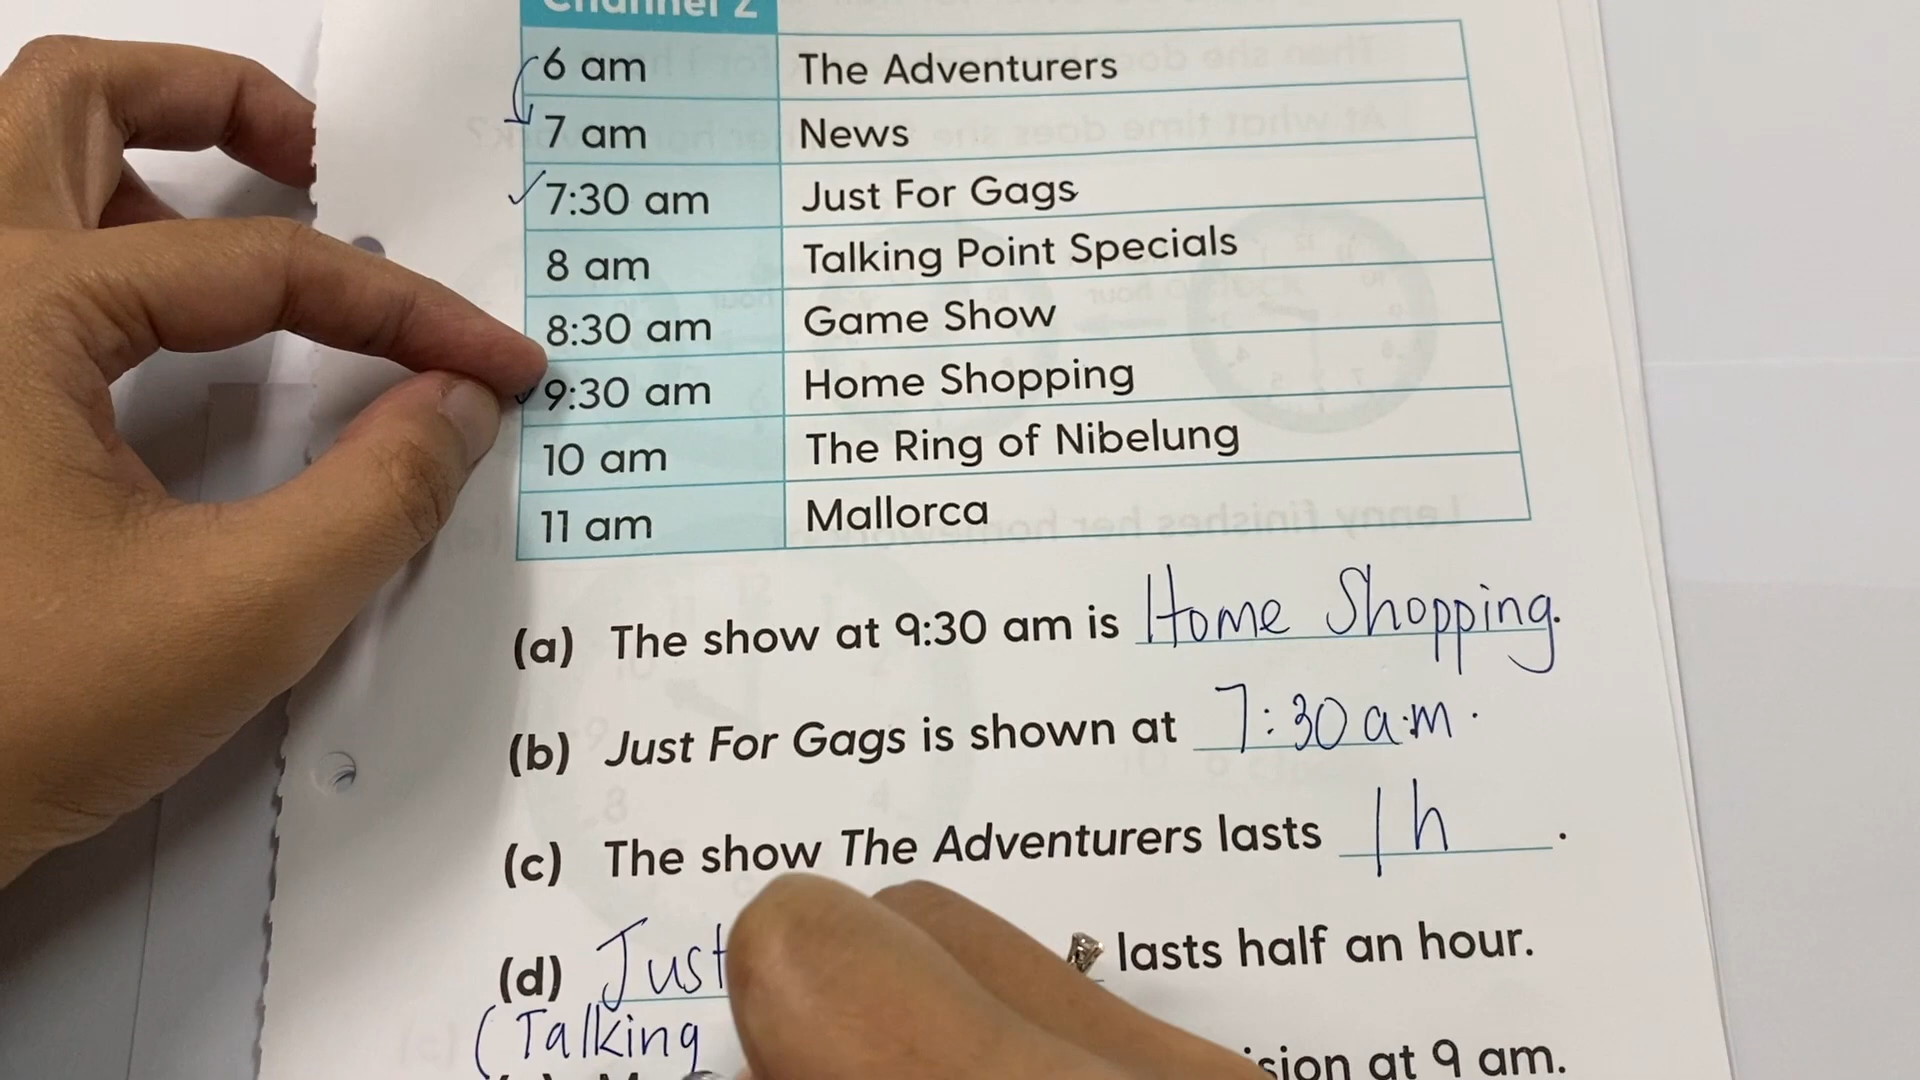 Channel 2
6 am The Adventurers
7 am News
7:30 am Just For Gags
8 am Talking Point Specials
8:30 am Game Show
9:30 am Home Shopping
10 am The Ring of Nibelung
11 am Mallorca
(a) The show at 9:30 am is Home Shopping.
(b) Just For Gags is shown at 7:30 a.m.
(c) The show The Adventurers lasts 1 h.
(d) Just lasts half an hour.
(Talking
at 9 am.